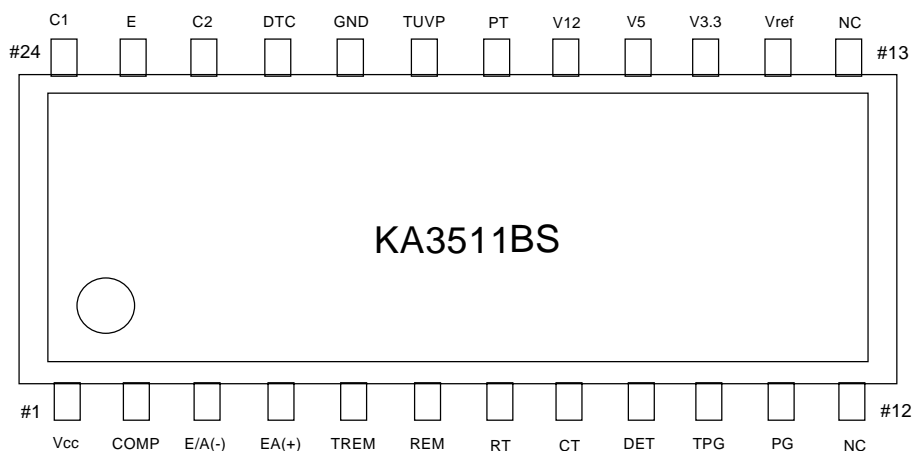 C1 E C2 DTC GND TUVP PT V12 V5 V3.3 Vref NC
#24 #13
KA3511BS
#1 #12
Vcc COMP E/A(-) EA(+) TREM REM RT CT DET TPG PG NC